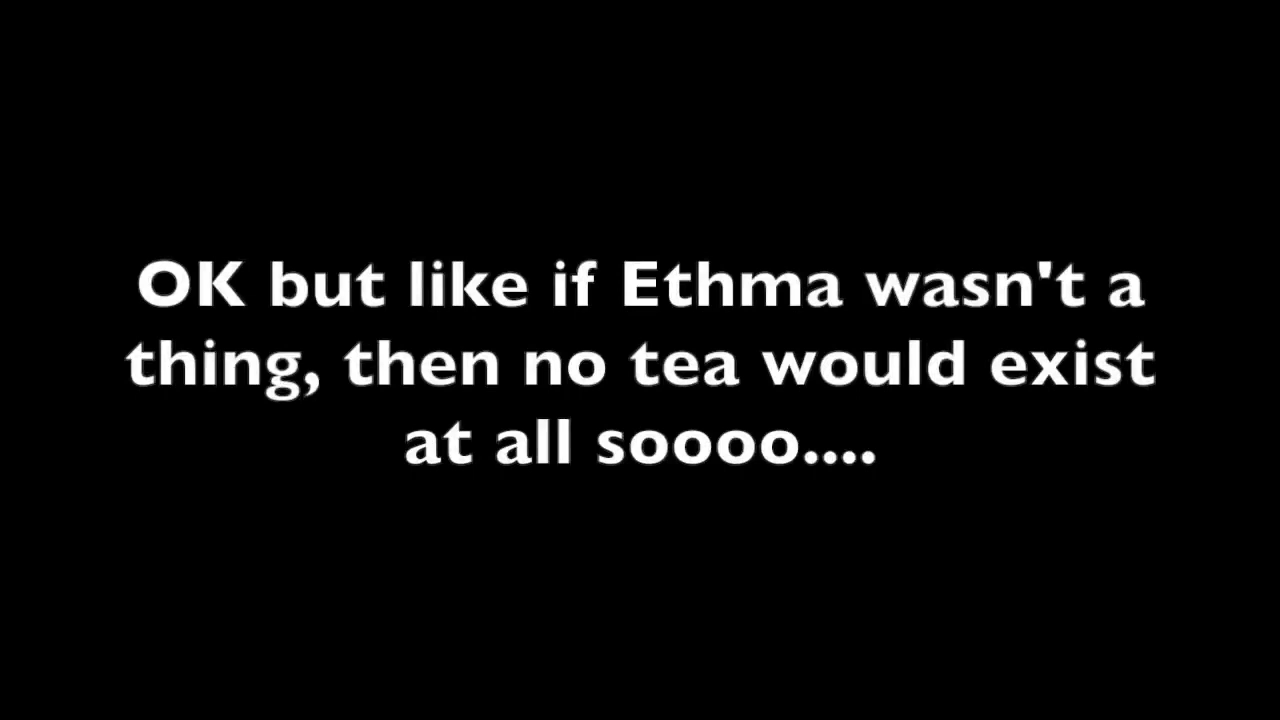 OK but like if Ethma wasn't a
thing, then no tea would exist
at all soooo....